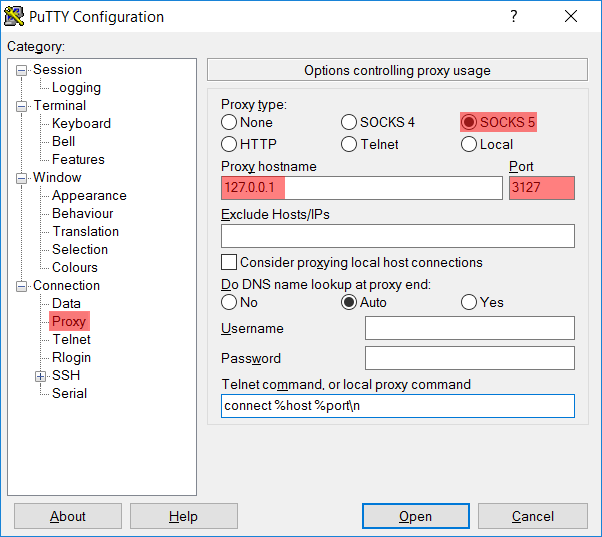 PuTTY Configuration
?
Category:
Session
Logging
Terminal
Keyboard
Bell
Features
Window
Appearance
Behaviour
Translation
Selection
Colours
Connection
Data
Proxy
Telnet
Rlogin
SSH
Serial
Options controlling proxy usage
Proxy type:
None SOCKS 4 SOCKS 5
HTTP Telnet Local
Proxy hostname Port
127.0.0.1 3127
Exclude Hosts/IPs
Consider proxying local host connections
Do DNS name lookup at proxy end:
No Auto Yes
Username
Password
Telnet command, or local proxy command
connect %host %port\n
About Help Open Cancel